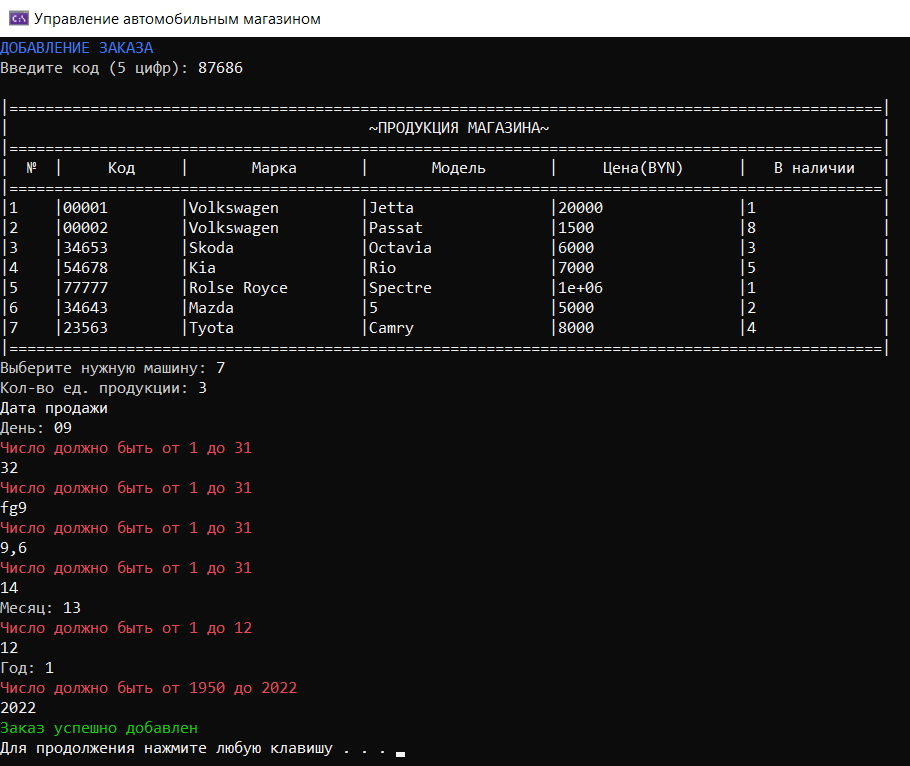 Управление автомобильным магазином
ДОБАВЛЕНИЕ ЗАКАЗА
Введите код (5 цифр): 87686
|=================================================================================================|
| ~ПРОДУКЦИЯ МАГАЗИНА~ |
|=================================================================================================|
| № | Код | Марка | Модель | Цена(BYN) | В наличии |
|=================================================================================================|
|1 |00001 |Volkswagen |Jetta |20000 |1 |
|2 |00002 |Volkswagen |Passat |1500 |8 |
|3 |34653 |Skoda |Octavia |6000 |3 |
|4 |54678 |Kia |Rio |7000 |5 |
|5 |77777 |Rolse Royce |Spectre |1e+06 |1 |
|6 |34643 |Mazda |5 |5000 |2 |
|7 |23563 |Tyota |Camry |8000 |4 |
|=================================================================================================|
Выберите нужную машину: 7
Кол-во ед. продукции: 3
Дата продажи
День: 09
Число должно быть от 1 до 31
32
Число должно быть от 1 до 31
fg9
Число должно быть от 1 до 31
9,6
Число должно быть от 1 до 31
14
Месяц: 13
Число должно быть от 1 до 12
12
Год: 1
Число должно быть от 1950 до 2022
2022
Заказ успешно добавлен
Для продолжения нажмите любую клавишу . . .